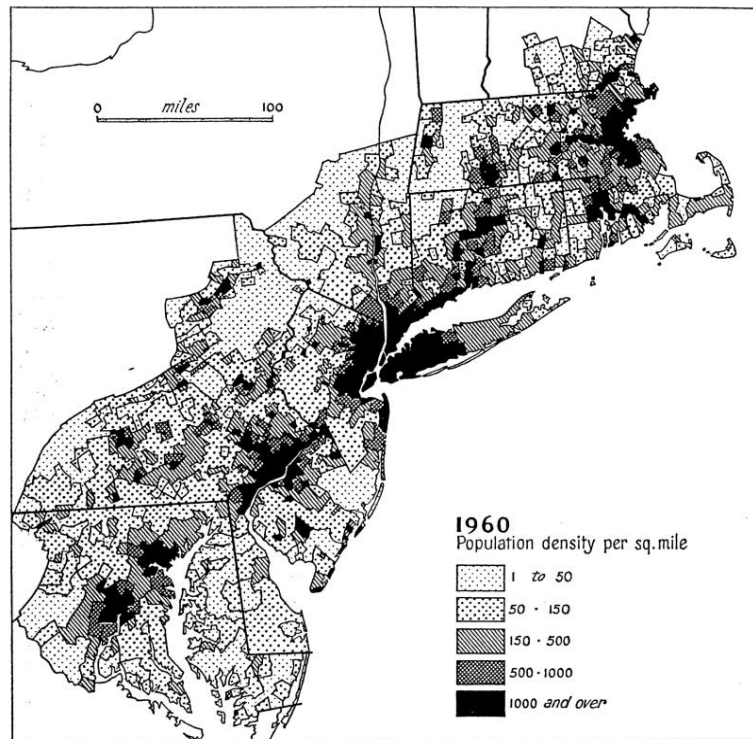 0 miles 100
1960
Population density per sq. mile
1 to 50
50 - 150
150 - 500
500 - 1000
1000 and over